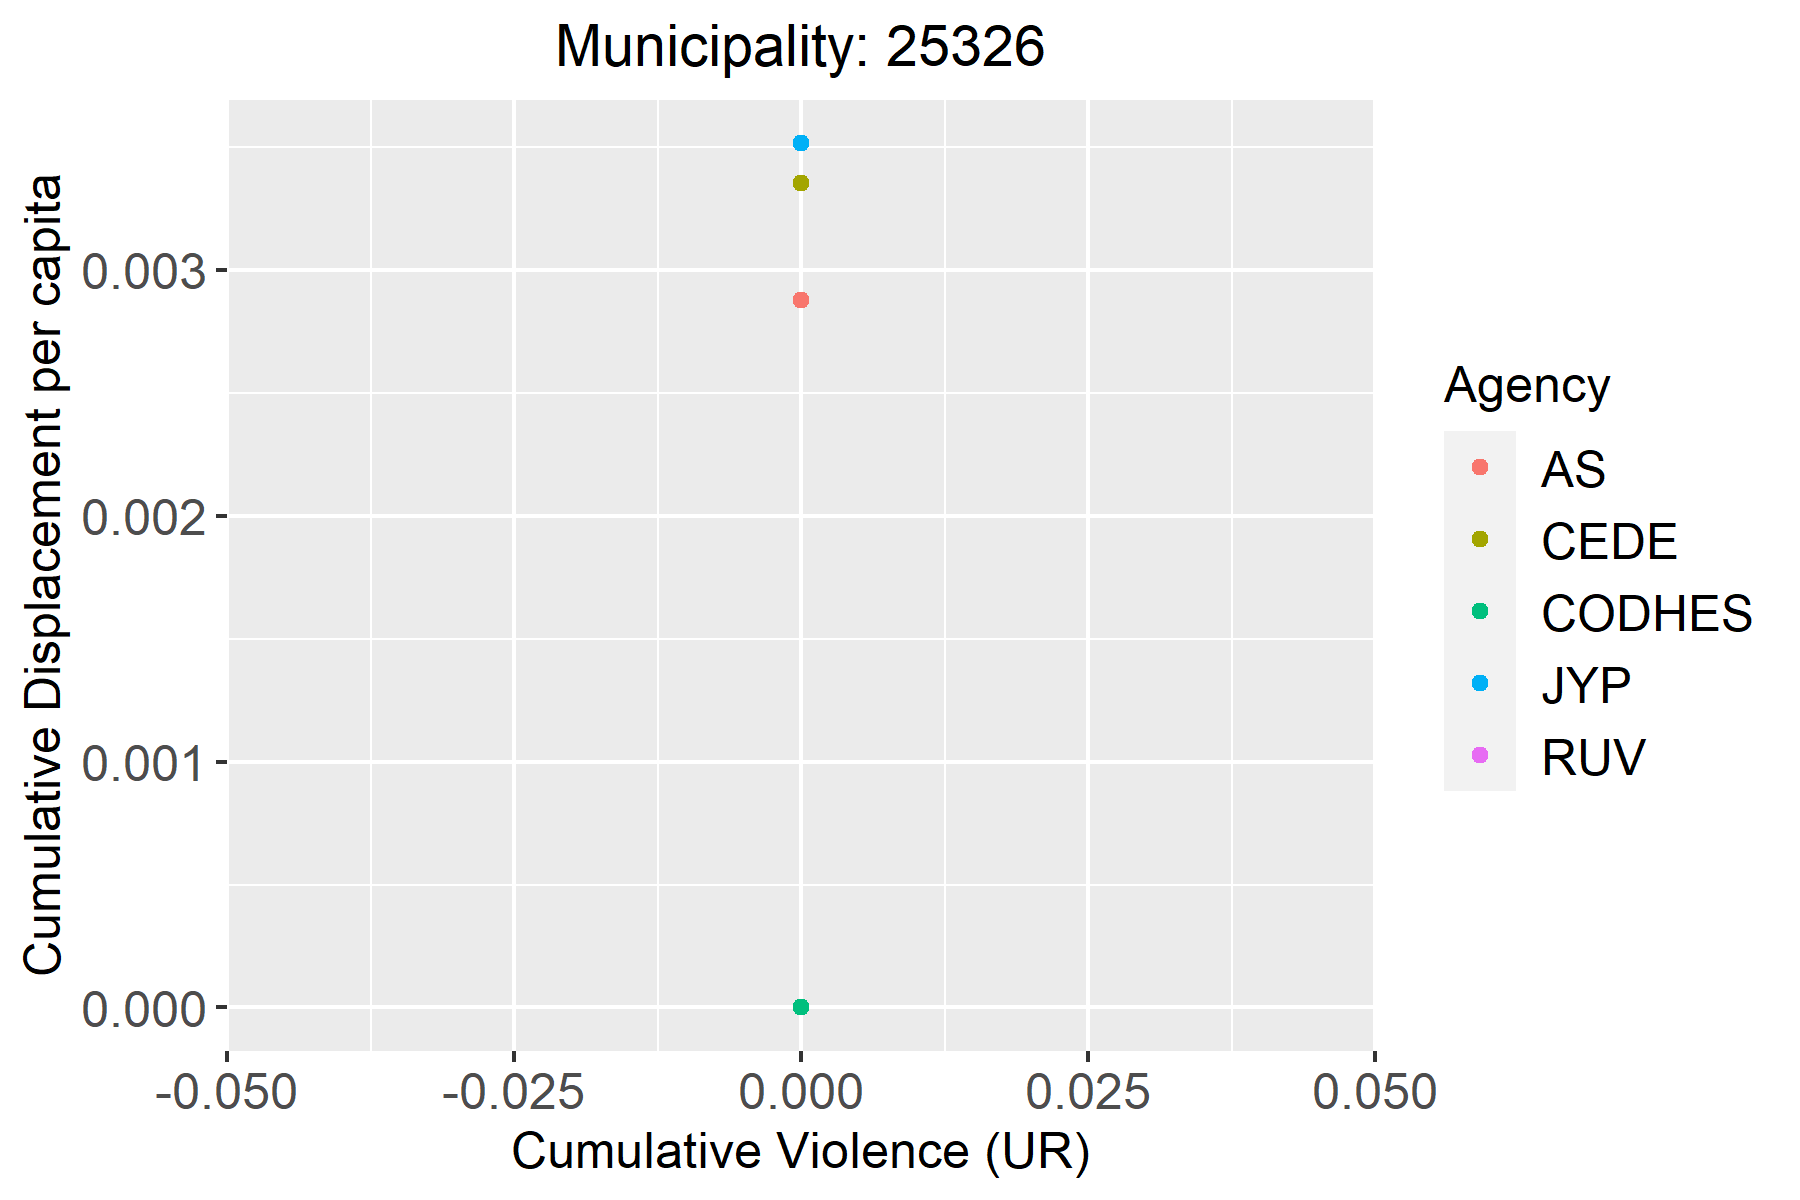 Municipality: 25326
Cumulative Displacement per capita
0.003
0.002
0.001
0.000
-0.050
-0.025
0.000
0.025
0.050
Cumulative Violence (UR)
Agency
AS
CEDE
CODHES
JYP
RUV